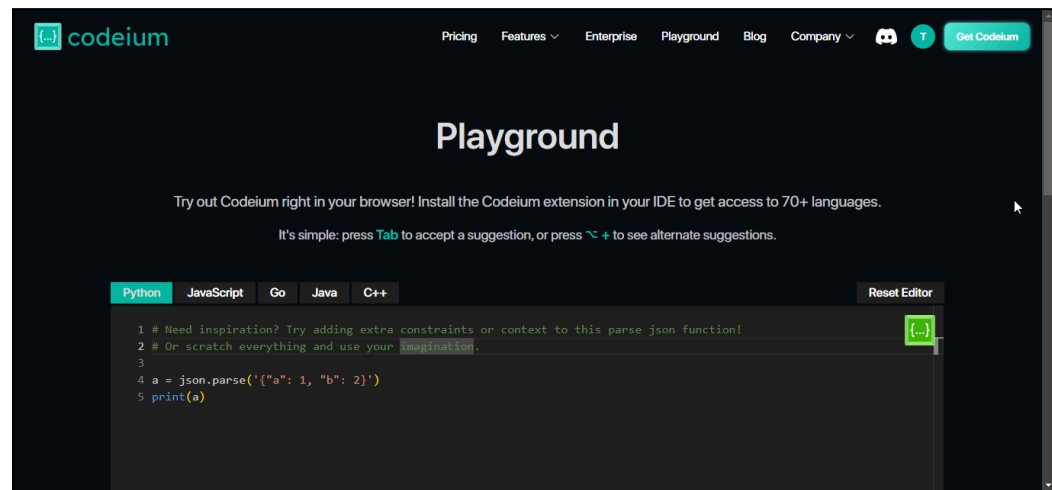 {...} codeium Pricing Features Enterprise Playground Blog Company T Get Codeium
Playground
Try out Codeium right in your browser! Install the Codeium extension in your IDE to get access to 70+ languages.
It's simple: press Tab to accept a suggestion, or press ⌥ + to see alternate suggestions.
Python JavaScript Go Java C++ Reset Editor
1 # Need inspiration? Try adding extra constraints or context to this parse json function! {...}
2 # Or scratch everything and use your imagination.
3
4 a = json.parse('{"a": 1, "b": 2}')
5 print(a)